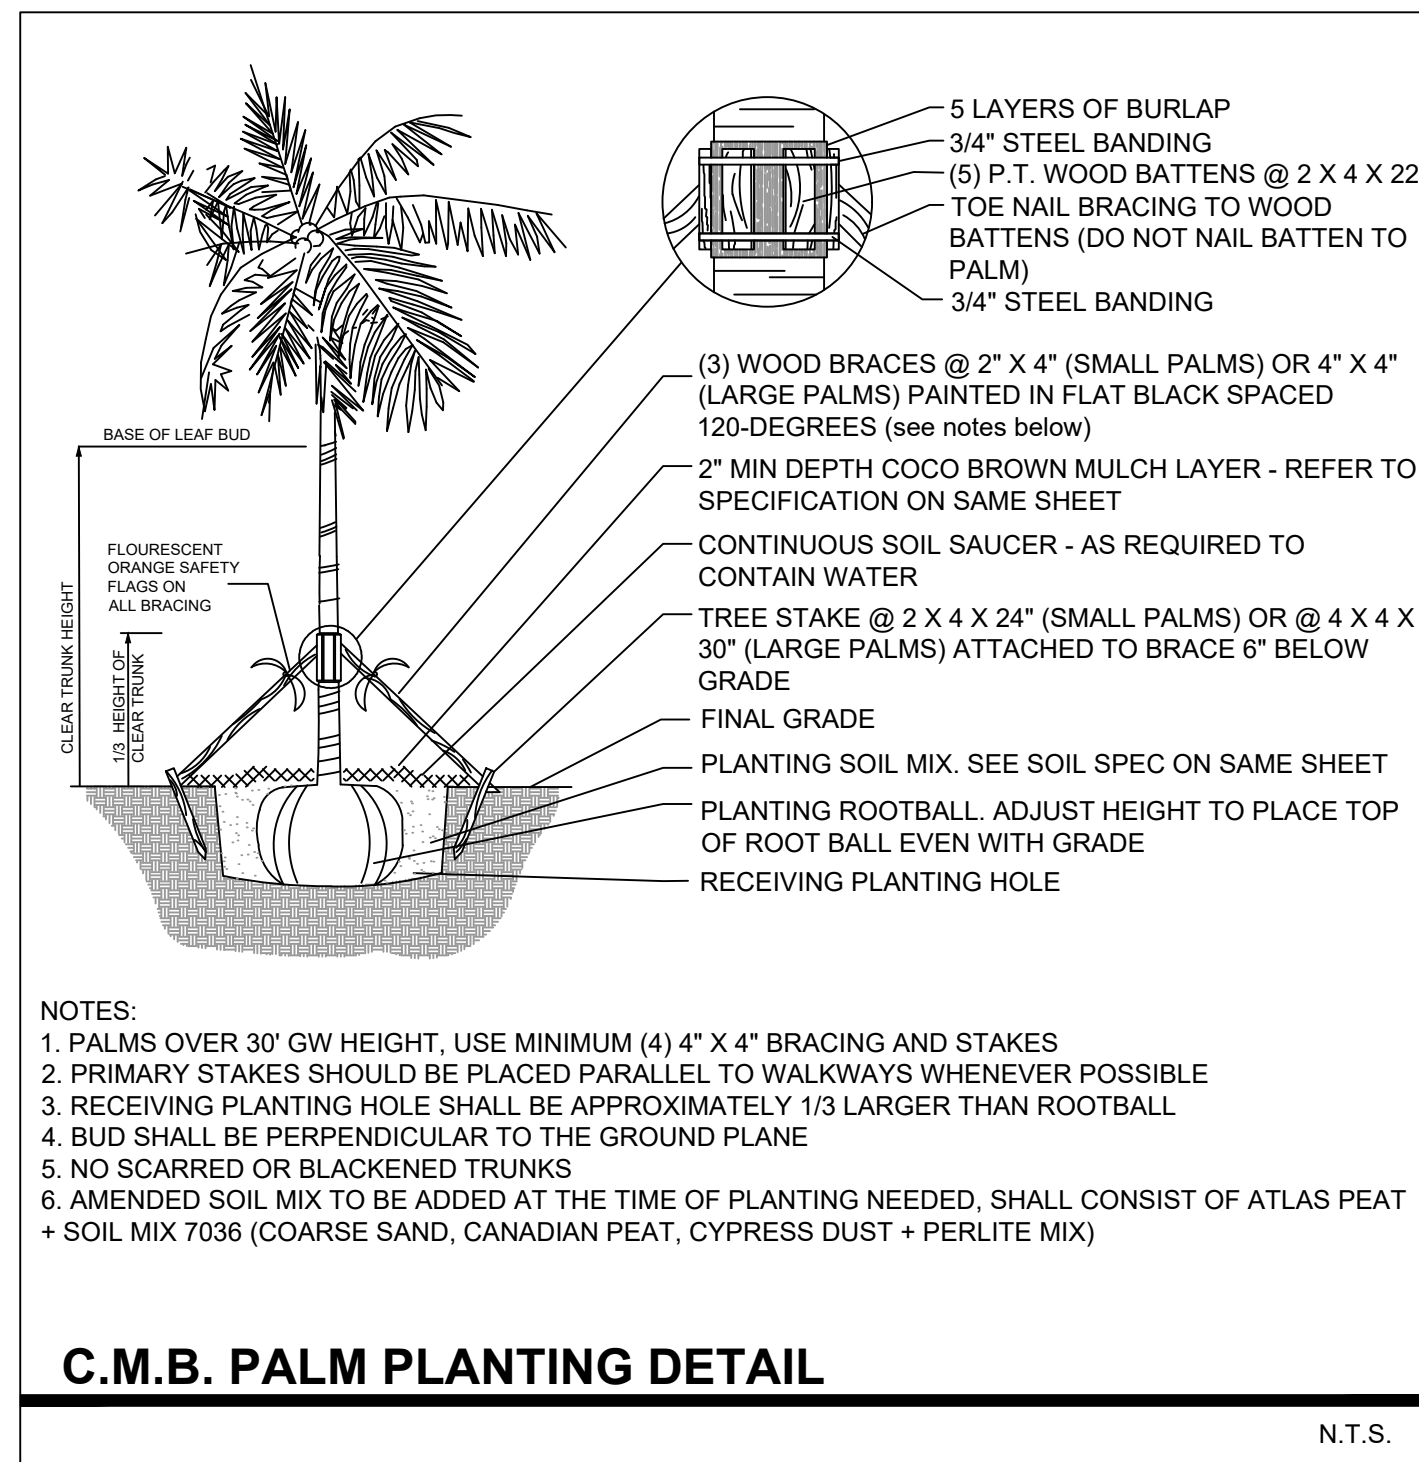 5 LAYERS OF BURLAP
3/4" STEEL BANDING
(5) P.T. WOOD BATTENS @ 2 X 4 X 22
TOE NAIL BRACING TO WOOD
BATTENS (DO NOT NAIL BATTEN TO
PALM)
3/4" STEEL BANDING
(3) WOOD BRACES @ 2" X 4" (SMALL PALMS) OR 4" X 4"
(LARGE PALMS) PAINTED IN FLAT BLACK SPACED
120-DEGREES (see notes below)
2" MIN DEPTH COCO BROWN MULCH LAYER - REFER TO
SPECIFICATION ON SAME SHEET
CONTINUOUS SOIL SAUCER - AS REQUIRED TO
CONTAIN WATER
TREE STAKE @ 2 X 4 X 24" (SMALL PALMS) OR @ 4 X 4 X
30" (LARGE PALMS) ATTACHED TO BRACE 6" BELOW
GRADE
FINAL GRADE
PLANTING SOIL MIX. SEE SOIL SPEC ON SAME SHEET
PLANTING ROOTBALL. ADJUST HEIGHT TO PLACE TOP
OF ROOT BALL EVEN WITH GRADE
RECEIVING PLANTING HOLE
BASE OF LEAF BUD
FLOURESCENT
ORANGE SAFETY
FLAGS ON
ALL BRACING
CLEAR TRUNK HEIGHT
1/3 HEIGHT OF
CLEAR TRUNK
NOTES:
1. PALMS OVER 30' GW HEIGHT, USE MINIMUM (4) 4" X 4" BRACING AND STAKES
2. PRIMARY STAKES SHOULD BE PLACED PARALLEL TO WALKWAYS WHENEVER POSSIBLE
3. RECEIVING PLANTING HOLE SHALL BE APPROXIMATELY 1/3 LARGER THAN ROOTBALL
4. BUD SHALL BE PERPENDICULAR TO THE GROUND PLANE
5. NO SCARRED OR BLACKENED TRUNKS
6. AMENDED SOIL MIX TO BE ADDED AT THE TIME OF PLANTING NEEDED, SHALL CONSIST OF ATLAS PEAT
+ SOIL MIX 7036 (COARSE SAND, CANADIAN PEAT, CYPRESS DUST + PERLITE MIX)
C.M.B. PALM PLANTING DETAIL
N.T.S.